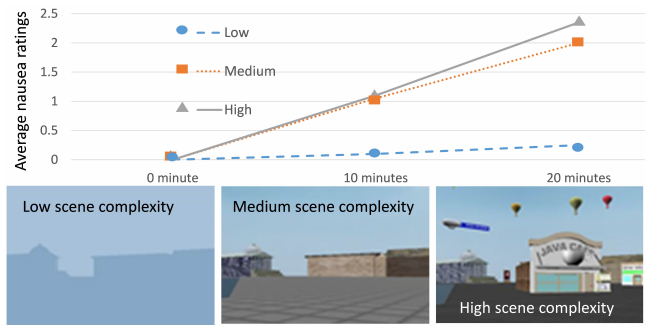 Average nausea ratings
2.5
2
1.5
1
0.5
0
Low
Medium
High
0 minute
10 minutes
20 minutes
Low scene complexity
Medium scene complexity
High scene complexity